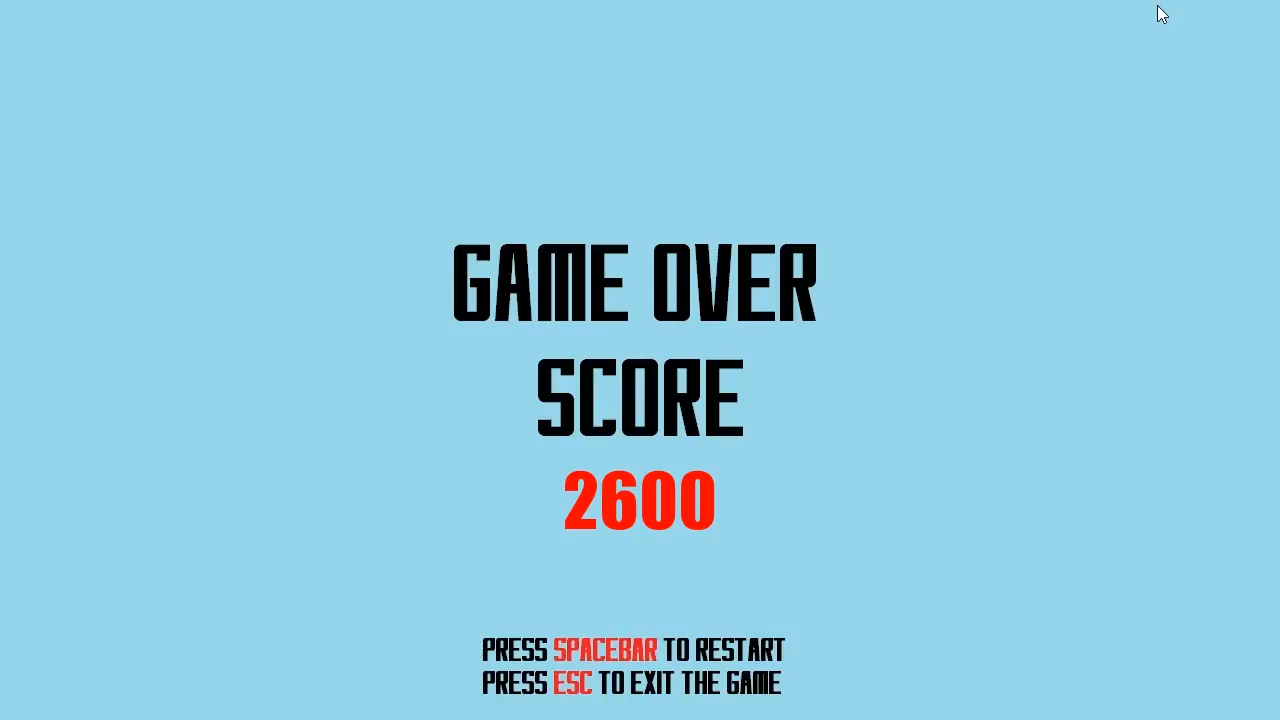 GAME OVER
SCORE
2600
PRESS SPACEBAR TO RESTART
PRESS ESC TO EXIT THE GAME